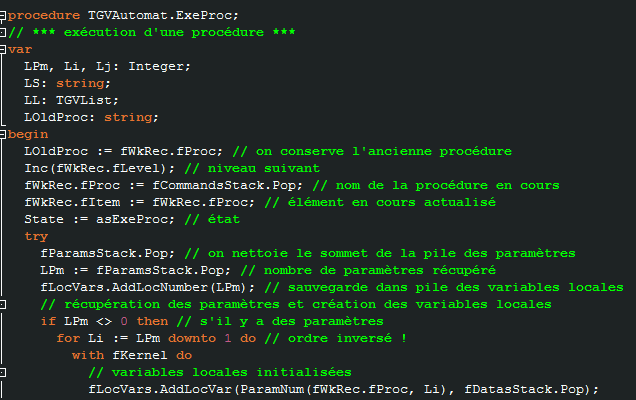 procedure TGVAutomat.ExeProc;
// *** exécution d'une procédure ***
var
LPm, Li, Lj: Integer;
LS: string;
LL: TGVList;
LOldProc: string;
begin
LOldProc := fWkRec.fProc; // on conserve l'ancienne procédure
Inc(fWkRec.fLevel); // niveau suivant
fWkRec.fProc := fCommandsStack.Pop; // nom de la procédure en cours
fWkRec.fItem := fWkRec.fProc; // élément en cours actualisé
State := asExeProc; // état
try
fParamsStack.Pop; // on nettoie le sommet de la pile des paramètres
LPm := fParamsStack.Pop; // nombre de paramètres récupéré
fLocVars.AddLocNumber(LPm); // sauvegarde dans pile des variables locales
// récupération des paramètres et création des variables locales
if LPm <> 0 then // s'il y a des paramètres
for Li := LPm downto 1 do // ordre inversé !
with fKernel do
// variables locales initialisées
fLocVars.AddLocVar(ParamNum(fWkRec.fProc, Li), fDatasStack.Pop);